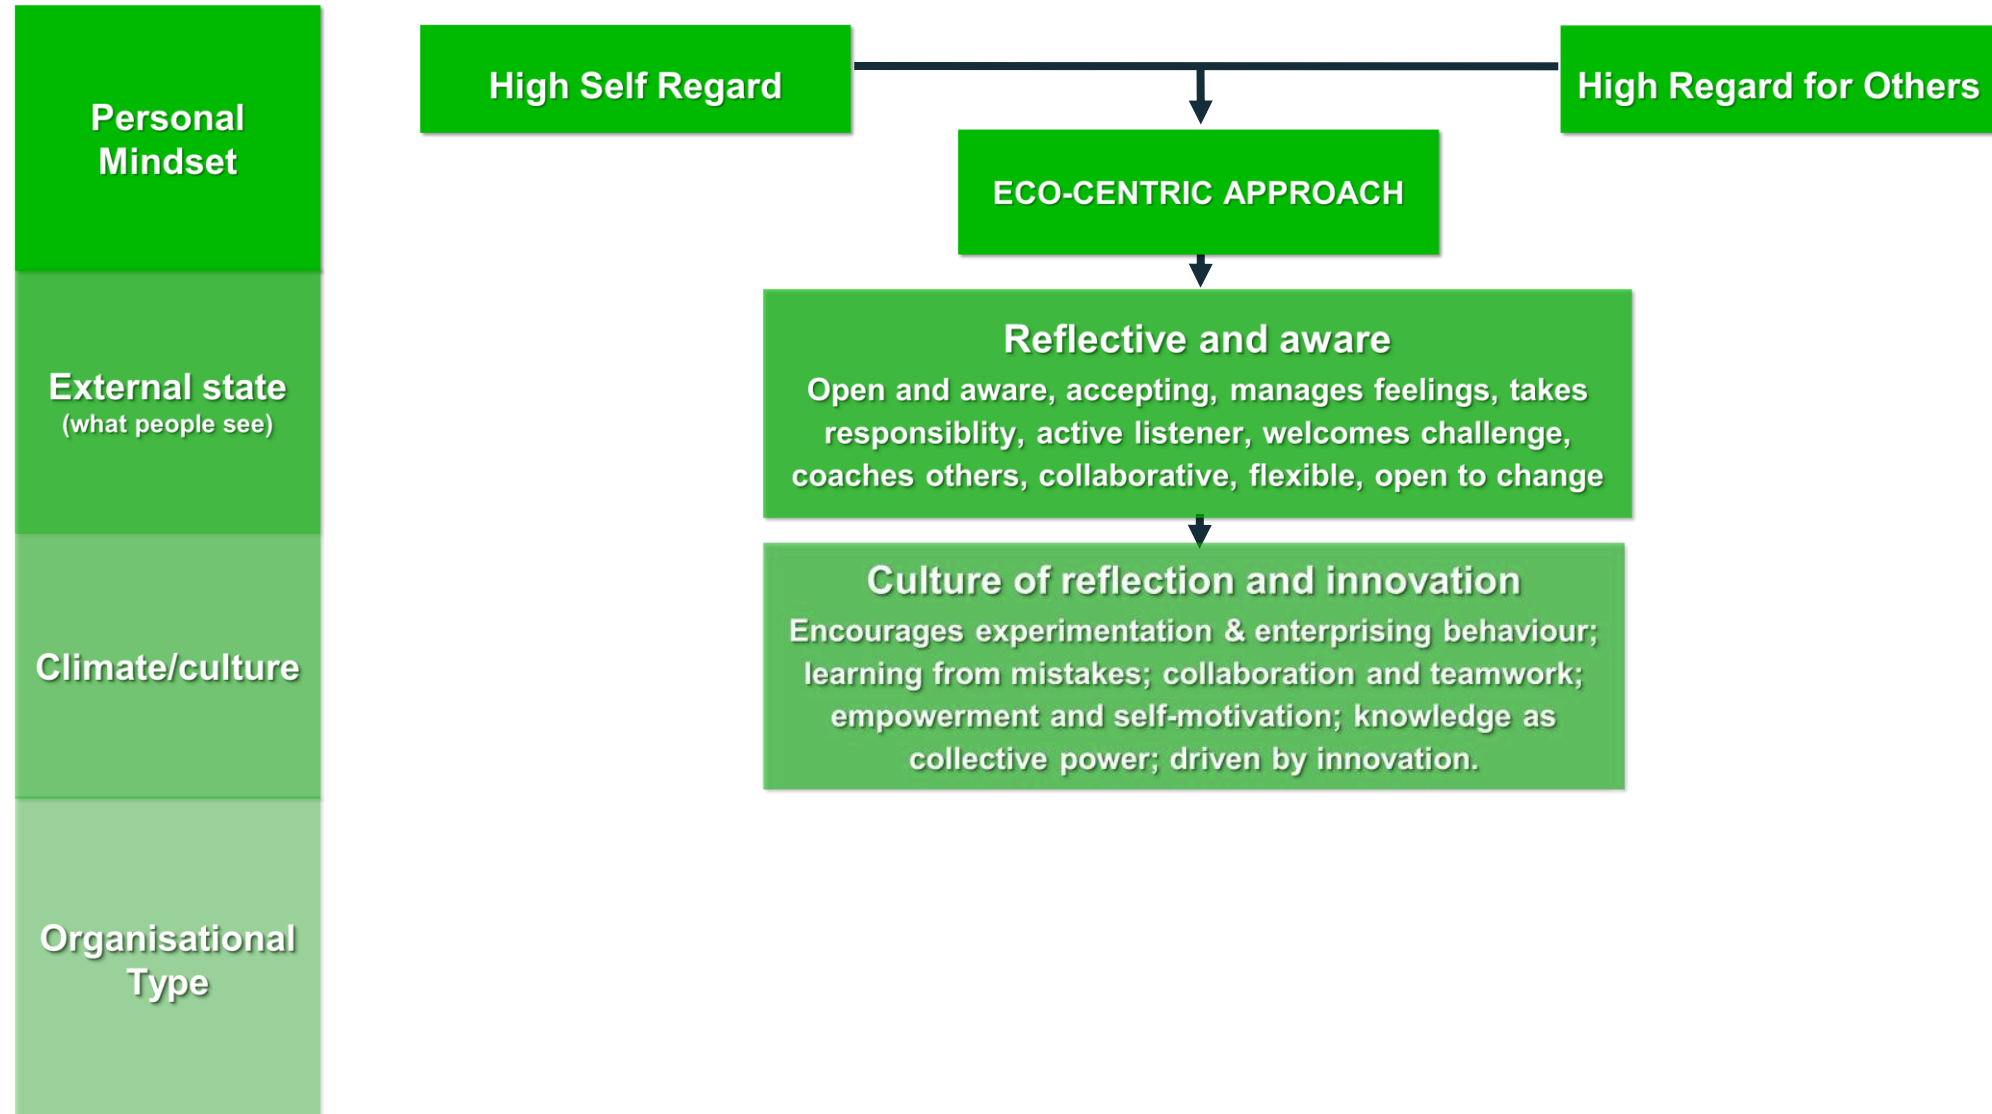 Personal
Mindset
High Self Regard
High Regard for Others
ECO-CENTRIC APPROACH
External state
(what people see)
Reflective and aware
Open and aware, accepting, manages feelings, takes
responsiblity, active listener, welcomes challenge,
coaches others, collaborative, flexible, open to change
Climate/culture
Culture of reflection and innovation
Encourages experimentation & enterprising behaviour;
learning from mistakes; collaboration and teamwork;
empowerment and self-motivation; knowledge as
collective power; driven by innovation.
Organisational
Type